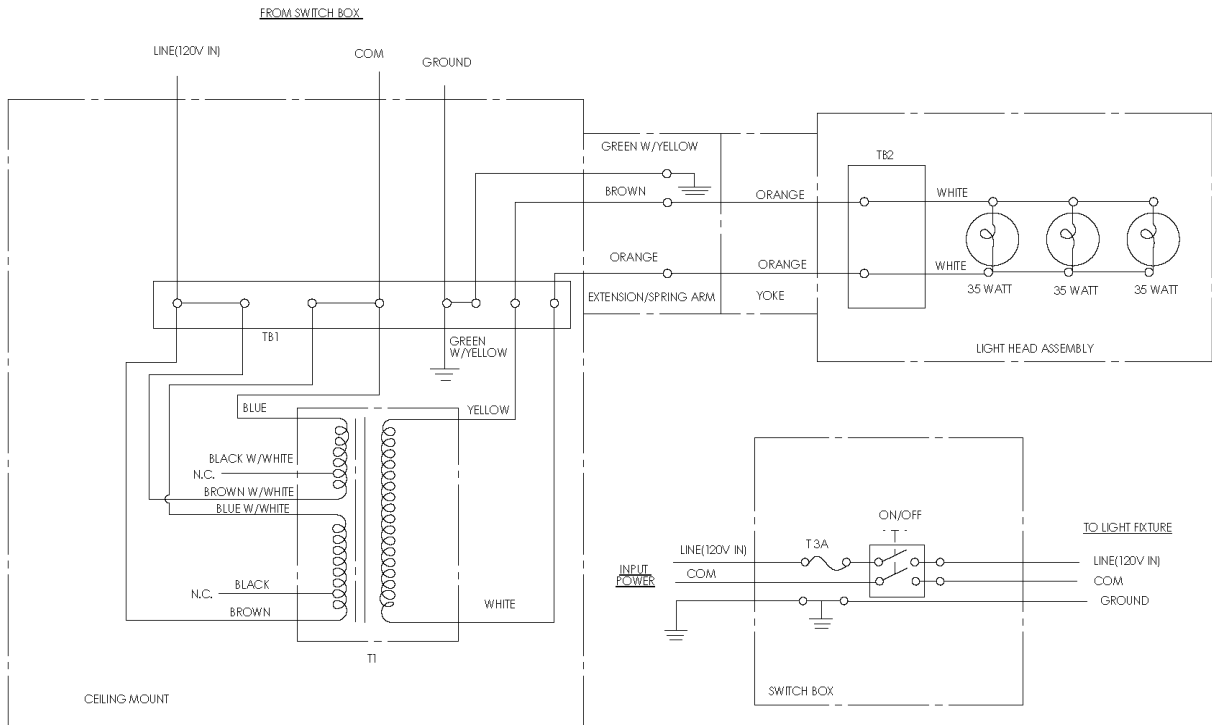 FROM SWITCH BOX
LINE(120V IN)
COM
GROUND
GREEN W/YELLOW
BROWN
ORANGE
TB2
WHITE
ORANGE
ORANGE
WHITE
35 WATT
35 WATT
35 WATT
EXTENSION/SPRING ARM
YOKE
LIGHT HEAD ASSEMBLY
TB1
GREEN
W/YELLOW
BLUE
YELLOW
BLACK W/WHITE
N.C.
BROWN W/WHITE
BLUE W/WHITE
BLACK
N.C.
BROWN
WHITE
T1
CEILING MOUNT
ON/OFF
T
TO LIGHT FIXTURE
LINE(120V IN)
T 3A
LINE(120V IN)
INPUT
POWER
COM
COM
GROUND
SWITCH BOX